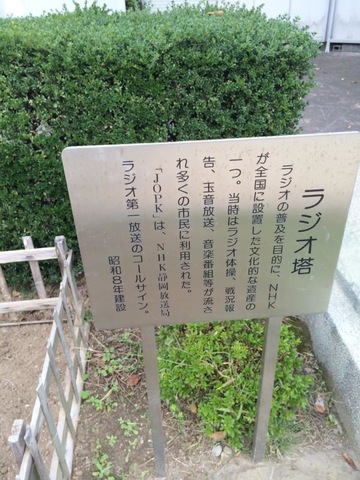 ラジオ塔
ラジオの普及を目的に、NHK
が全国に設置した文化的な遺産の
一つ。当時はラジオ体操、戦況報
告、玉音放送、音楽番組等が流さ
れ多くの市民に利用された。
「JOPK」は、NHK静岡放送局
ラジオ第一放送のコールサイン。
昭和8年建設